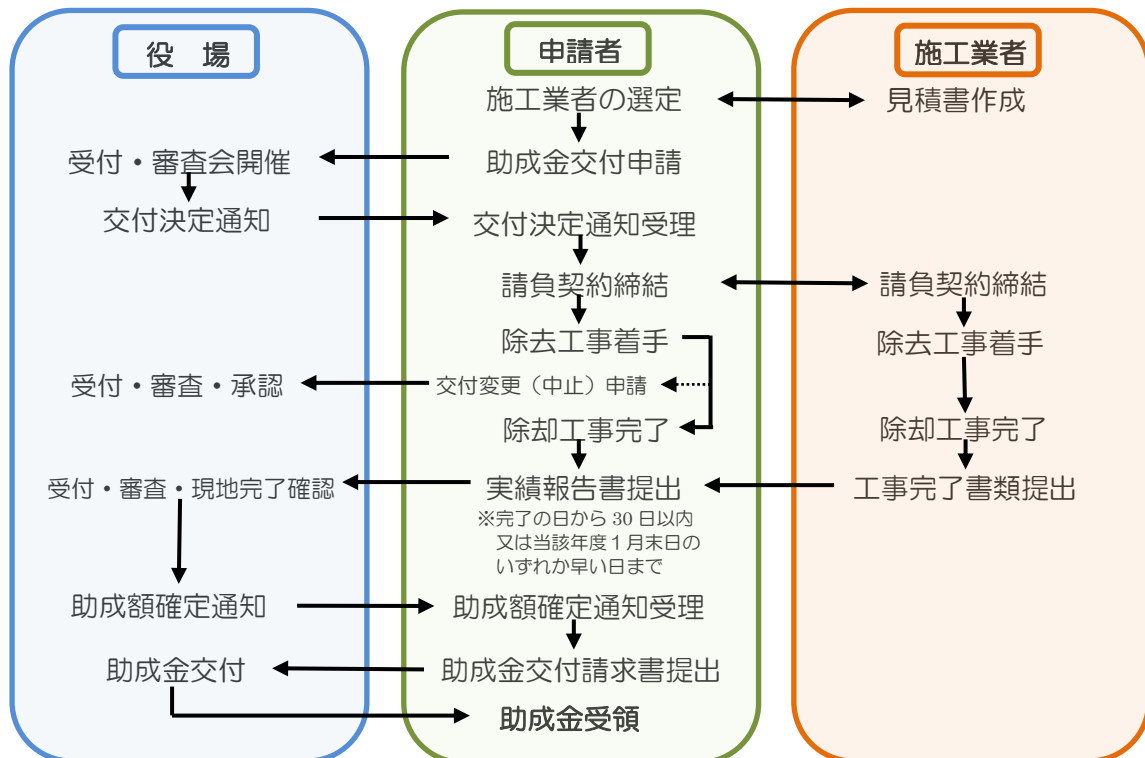 役 場
申請者
施工業者
施工業者の選定
見積書作成
受付・審査会開催
助成金交付申請
交付決定通知
交付決定通知受理
請負契約締結
請負契約締結
除去工事着手
除去工事着手
受付・審査・承認
交付変更（中止）申請
除却工事完了
除却工事完了
受付・審査・現地完了確認
実績報告書提出
工事完了書類提出
※完了の日から 30 日以内
又は当該年度１月末日の
いずれか早い日まで
助成額確定通知
助成額確定通知受理
助成金交付
助成金交付請求書提出
助成金受領